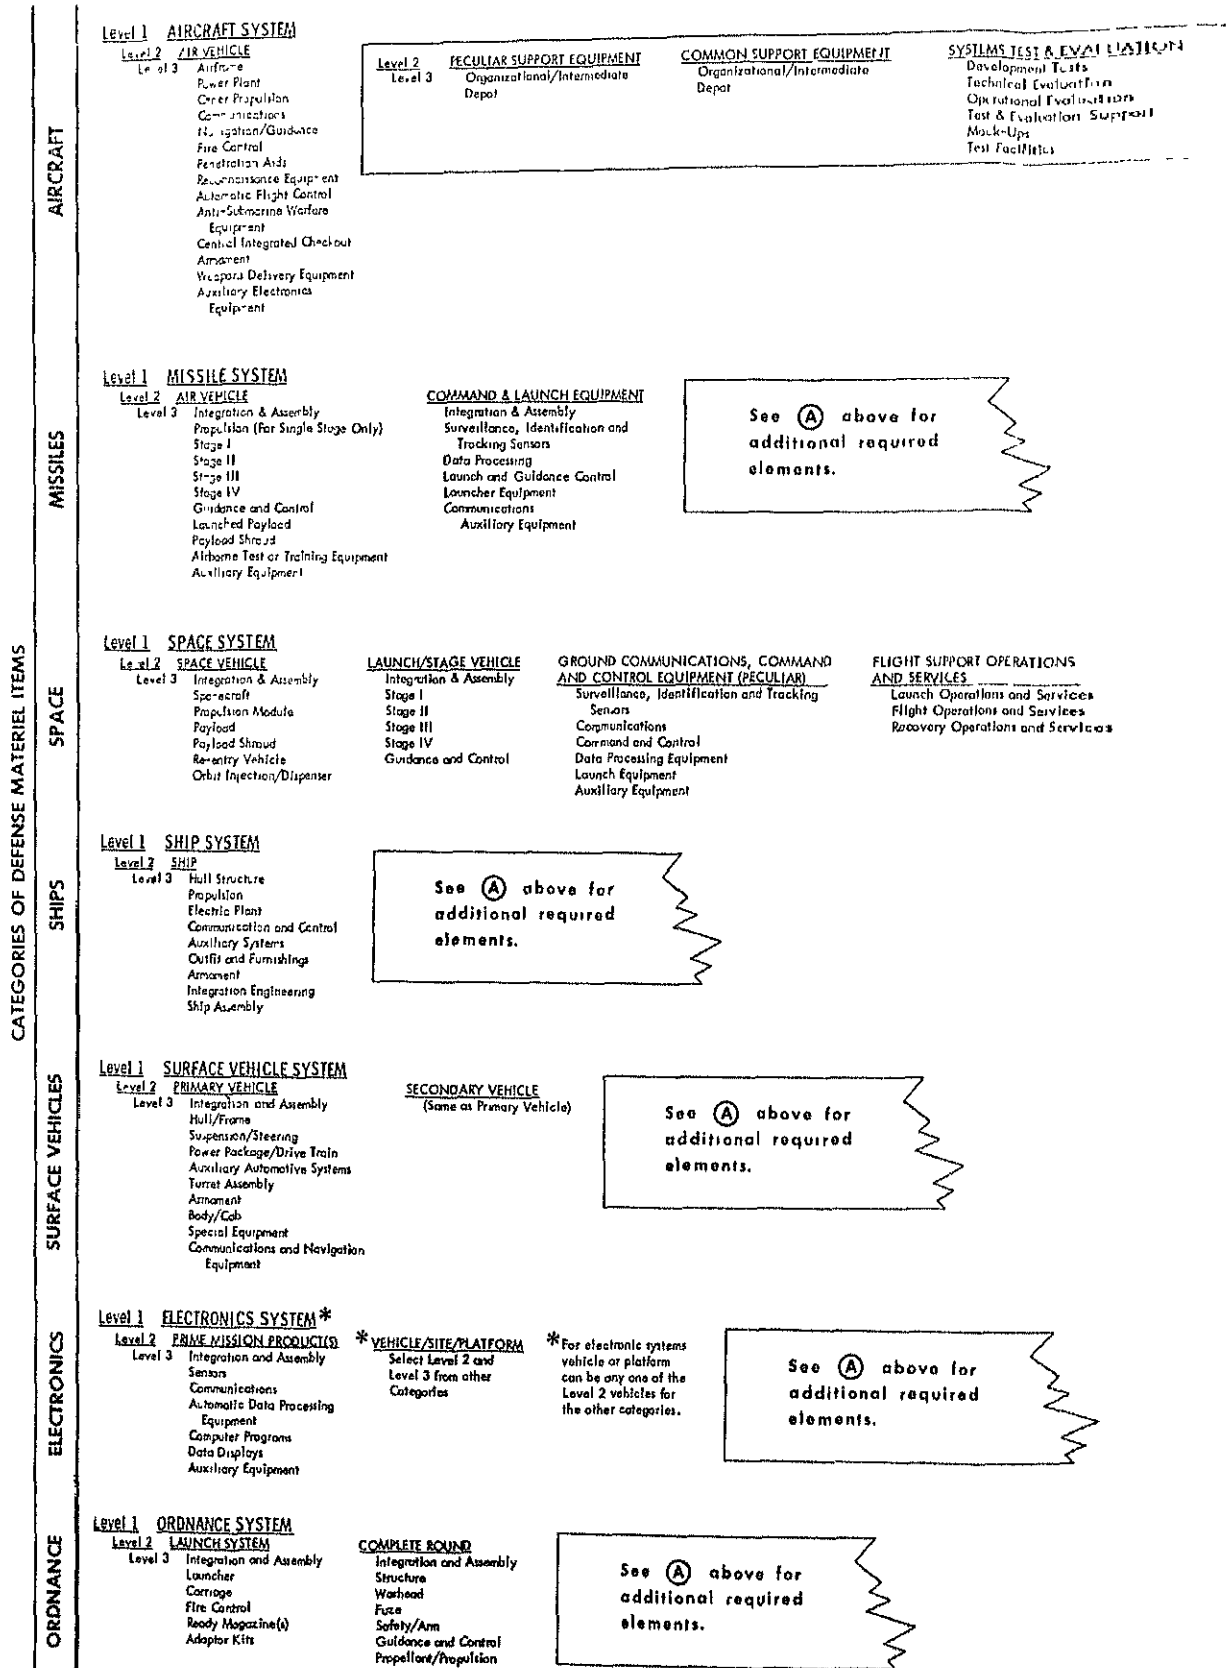 CATEGORIES OF DEFENSE MATERIEL ITEMS
AIRCRAFT
Level 1 AIRCRAFT SYSTEM
Level 2 AIR VEHICLE
Level 3 Airframe
Power Plant
Other Propulsion
Communications
Navigation/Guidance
Fire Control
Penetration Aids
Reconnaissance Equipment
Automatic Flight Control
Anti-Submarine Warfare
Equipment
Central Integrated Checkout
Armament
Weapons Delivery Equipment
Auxiliary Electronics
Equipment
Level 2 PECULIAR SUPPORT EQUIPMENT
Level 3 Organizational/Intermediate
Depot
COMMON SUPPORT EQUIPMENT
Organizational/Intermediate
Depot
SYSTEMS TEST & EVALUATION
Development Tests
Technical Evaluation
Operational Evaluation
Test & Evaluation Support
Mock-Ups
Test Facilities
MISSILES
Level 1 MISSILE SYSTEM
Level 2 AIR VEHICLE
Level 3 Integration & Assembly
Propulsion (For Single Stage Only)
Stage I
Stage II
Stage III
Stage IV
Guidance and Control
Launched Payload
Payload Shroud
Airborne Test or Training Equipment
Auxiliary Equipment
COMMAND & LAUNCH EQUIPMENT
Integration & Assembly
Surveillance, Identification and
Tracking Sensors
Data Processing
Launch and Guidance Control
Launcher Equipment
Communications
Auxiliary Equipment
See A above for
additional required
elements.
SPACE
Level 1 SPACE SYSTEM
Level 2 SPACE VEHICLE
Level 3 Integration & Assembly
Spacecraft
Propulsion Module
Payload
Payload Shroud
Re-entry Vehicle
Orbit Injection/Dispenser
LAUNCH/STAGE VEHICLE
Integration & Assembly
Stage I
Stage II
Stage III
Stage IV
Guidance and Control
GROUND COMMUNICATIONS, COMMAND
AND CONTROL EQUIPMENT (PECULIAR)
Surveillance, Identification and Tracking
Sensors
Communications
Command and Control
Data Processing Equipment
Launch Equipment
Auxiliary Equipment
FLIGHT SUPPORT OPERATIONS
AND SERVICES
Launch Operations and Services
Flight Operations and Services
Recovery Operations and Services
SHIPS
Level 1 SHIP SYSTEM
Level 2 SHIP
Level 3 Hull Structure
Propulsion
Electric Plant
Communication and Control
Auxiliary Systems
Outfit and Furnishings
Armament
Integration Engineering
Ship Assembly
See A above for
additional required
elements.
SURFACE VEHICLES
Level 1 SURFACE VEHICLE SYSTEM
Level 2 PRIMARY VEHICLE
Level 3 Integration and Assembly
Hull/Frame
Suspension/Steering
Power Package/Drive Train
Auxiliary Automotive Systems
Turret Assembly
Armament
Body/Cab
Special Equipment
Communications and Navigation
Equipment
SECONDARY VEHICLE
(Same as Primary Vehicle)
See A above for
additional required
elements.
ELECTRONICS
Level 1 ELECTRONICS SYSTEM*
Level 2 PRIME MISSION PRODUCT(S)
Level 3 Integration and Assembly
Sensors
Communications
Automatic Data Processing
Equipment
Computer Programs
Data Displays
Auxiliary Equipment
*VEHICLE/SITE/PLATFORM
Select Level 2 and
Level 3 from other
Categories
*For electronic systems
vehicle or platform
can be any one of the
Level 2 vehicles for
the other categories.
See A above for
additional required
elements.
ORDNANCE
Level 1 ORDNANCE SYSTEM
Level 2 LAUNCH SYSTEM
Level 3 Integration and Assembly
Launcher
Carriage
Fire Control
Ready Magazine(s)
Adaptor Kits
COMPLETE ROUND
Integration and Assembly
Structure
Warhead
Fuze
Safety/Arm
Guidance and Control
Propellant/Propulsion
See A above for
additional required
elements.